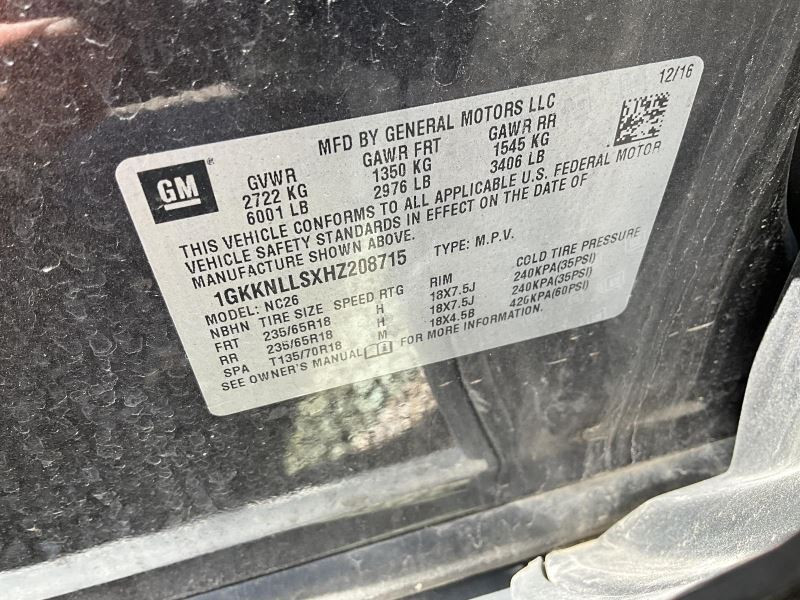 12/16
MFD BY GENERAL MOTORS LLC
GM ®
GVWR GAWR FRT GAWR RR
2722 KG 1350 KG 1545 KG
6001 LB 2976 LB 3406 LB
THIS VEHICLE CONFORMS TO ALL APPLICABLE U.S. FEDERAL MOTOR
VEHICLE SAFETY STANDARDS IN EFFECT ON THE DATE OF
MANUFACTURE SHOWN ABOVE.
1GKKNLLSXHZ208715 TYPE: M.P.V.
MODEL: NC26
NBHN TIRE SIZE SPEED RTG RIM COLD TIRE PRESSURE
FRT 235/65R18 H 18X7.5J 240KPA(35PSI)
RR 235/65R18 H 18X7.5J 240KPA(35PSI)
SPA T135/70R18 M 18X4.5B 420KPA(60PSI)
SEE OWNER'S MANUAL FOR MORE INFORMATION.